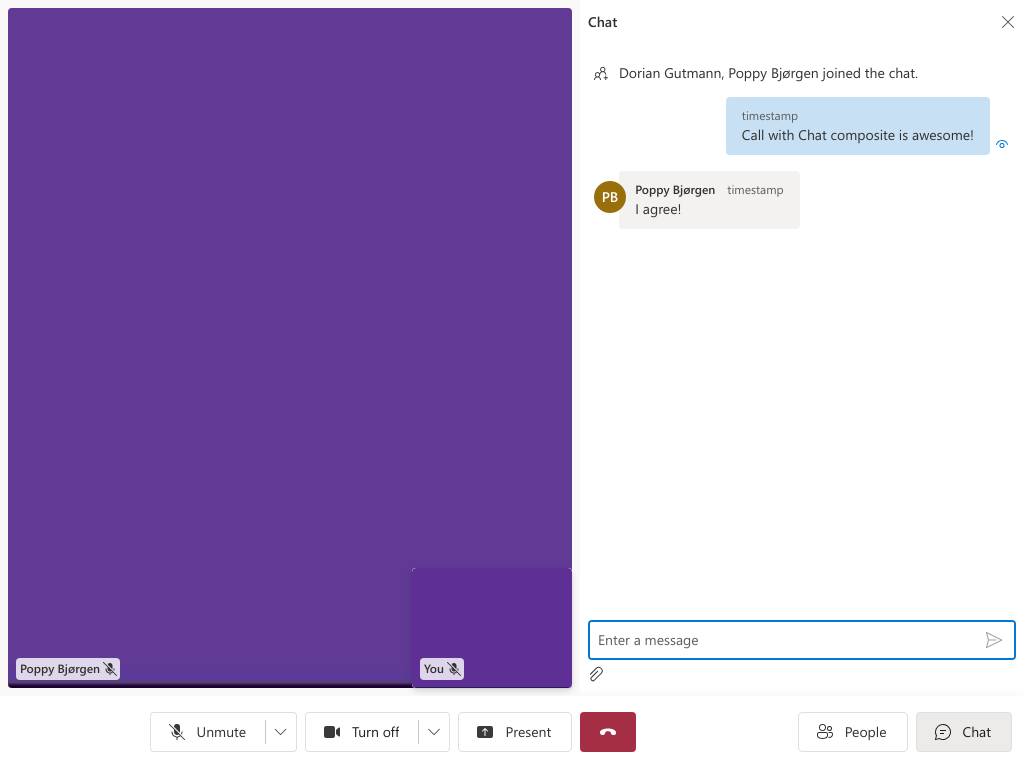 Chat
Dorian Gutmann, Poppy Bjørgen joined the chat.
timestamp
Call with Chat composite is awesome!
PB
Poppy Bjørgen timestamp
I agree!
Enter a message
Poppy Bjørgen
You
Unmute
Turn off
Present
People
Chat